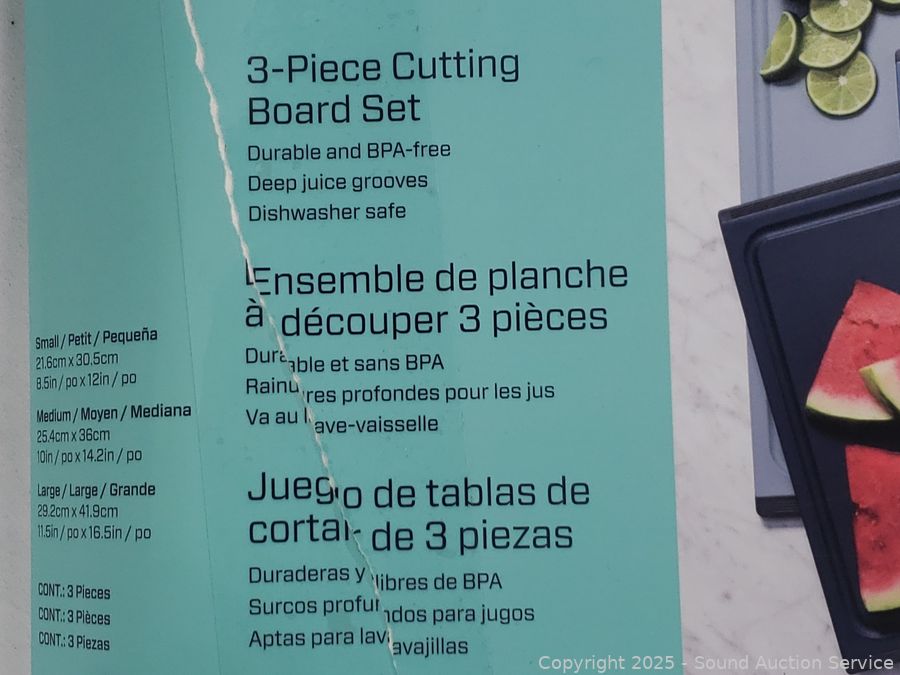 3-Piece Cutting
Board Set
Durable and BPA-free
Deep juice grooves
Dishwasher safe
Ensemble de planche
à découper 3 pièces
Durable et sans BPA
Rainures profondes pour les jus
Va au lave-vaisselle
Juego de tablas de
cortar de 3 piezas
Duraderas y libres de BPA
Surcos profundos para jugos
Aptas para lavavajillas
Small / Petit / Pequeña
21.6cm x 30.5cm
8.5in / po x 12in / po
Medium / Moyen / Mediana
25.4cm x 36cm
10in / po x 14.2in / po
Large / Large / Grande
29.2cm x 41.9cm
11.5in / po x 16.5in / po
CONT.: 3 Pieces
CONT.: 3 Pièces
CONT.: 3 Piezas
Copyright 2025 - Sound Auction Service